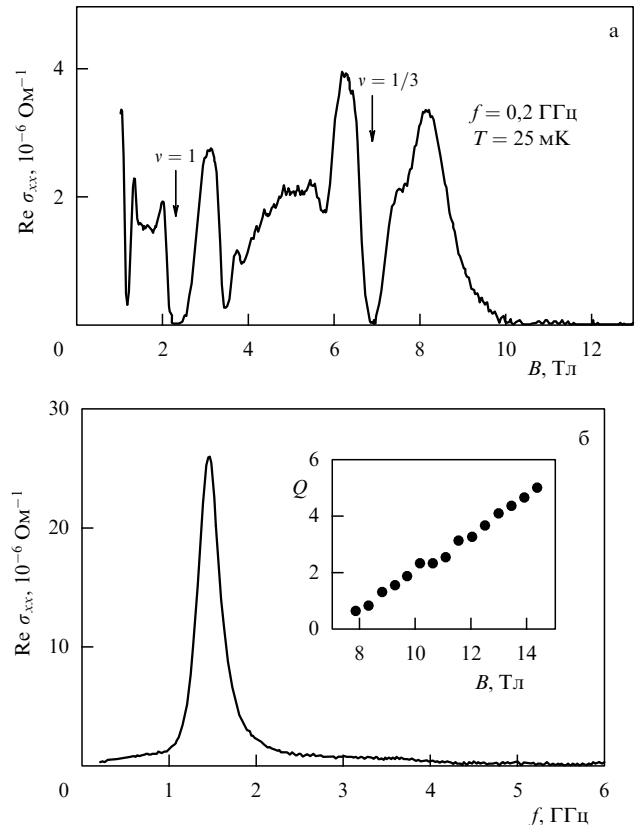 а
4
2
0
Re σxx, 10⁻⁶ Ом⁻¹
ν = 1
ν = 1/3
f = 0,2 ГГц
T = 25 мК
2 4 6 8 10 12
B, Тл
б
30
20
10
0
Re σxx, 10⁻⁶ Ом⁻¹
6
Q
4
2
0
8 10 12 14
B, Тл
1 2 3 4 5 6
f, ГГц